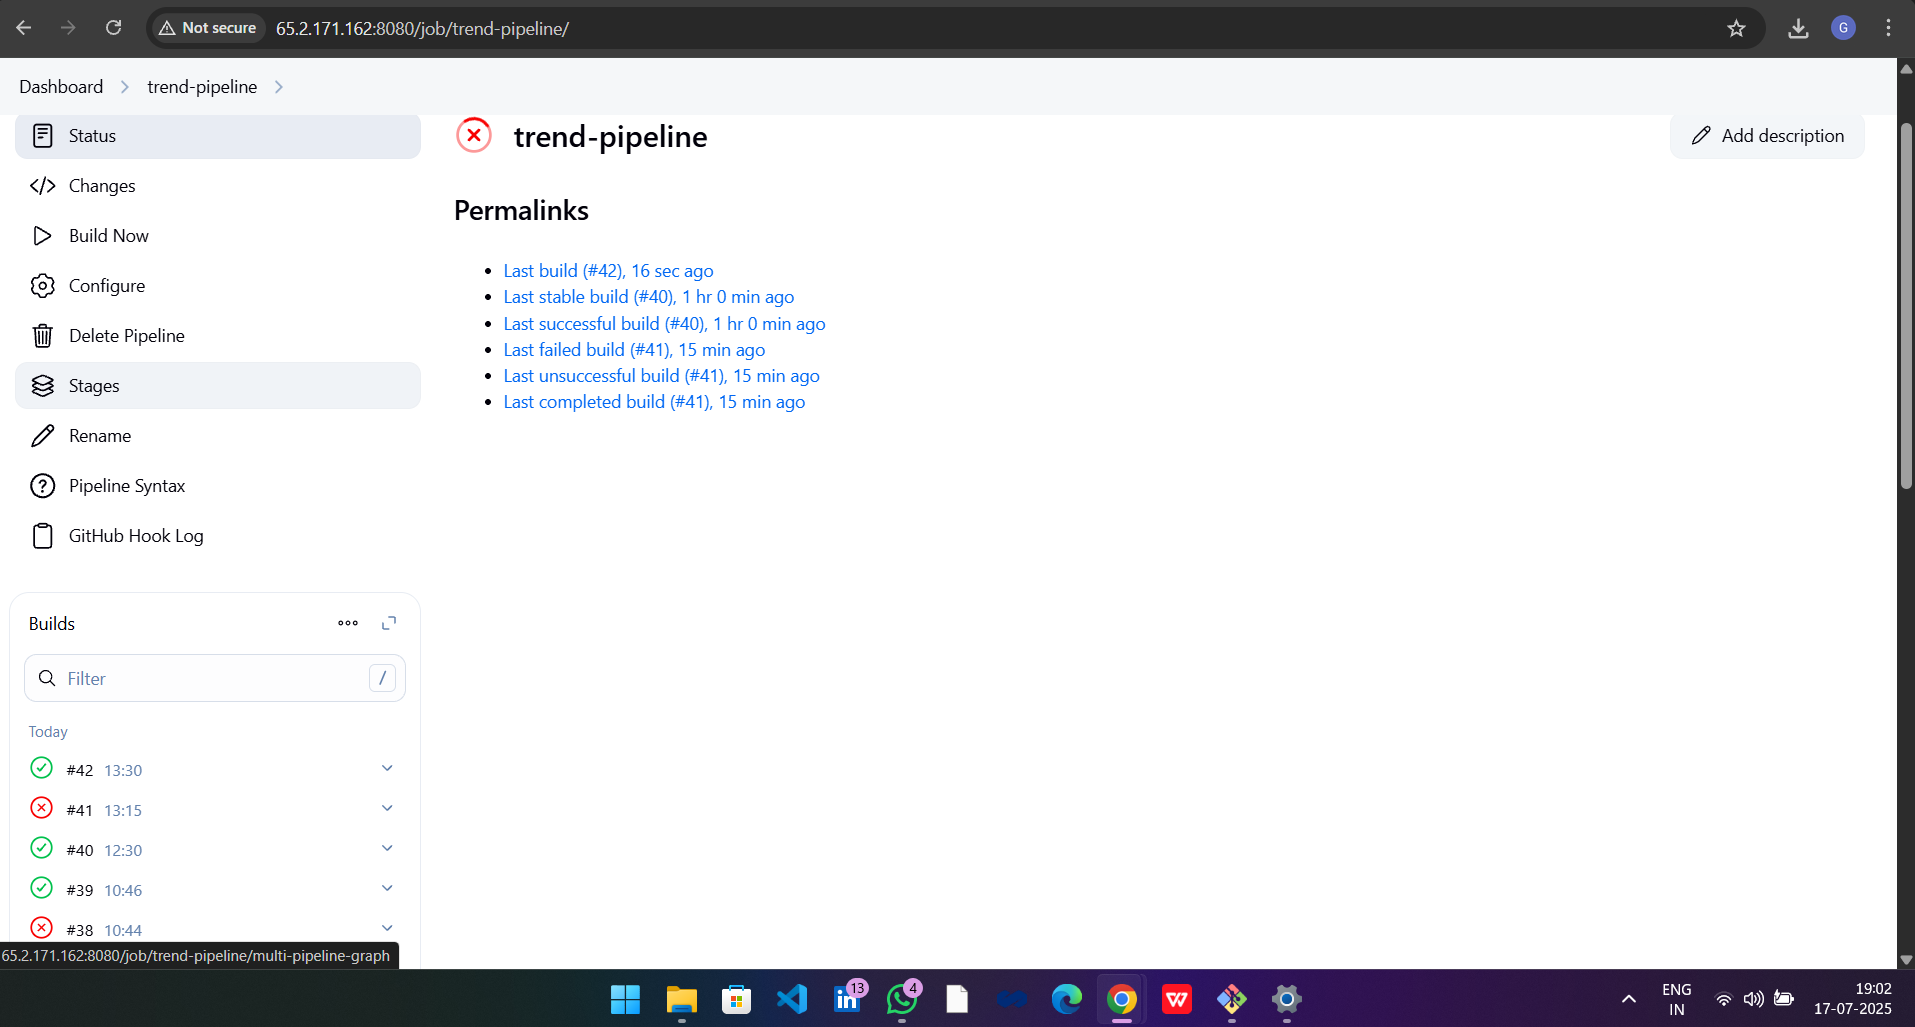 Not secure
65.2.171.162:8080/job/trend-pipeline/
G
Dashboard
trend-pipeline
Status
Changes
Build Now
Configure
Delete Pipeline
Stages
Rename
Pipeline Syntax
GitHub Hook Log
trend-pipeline
Add description
Permalinks
Last build (#42), 16 sec ago
Last stable build (#40), 1 hr 0 min ago
Last successful build (#40), 1 hr 0 min ago
Last failed build (#41), 15 min ago
Last unsuccessful build (#41), 15 min ago
Last completed build (#41), 15 min ago
Builds
Filter /
Today
#42 13:30
#41 13:15
#40 12:30
#39 10:46
#38 10:44
65.2.171.162:8080/job/trend-pipeline/multi-pipeline-graph
in 13
4
W
ENG
IN
19:02
17-07-2025